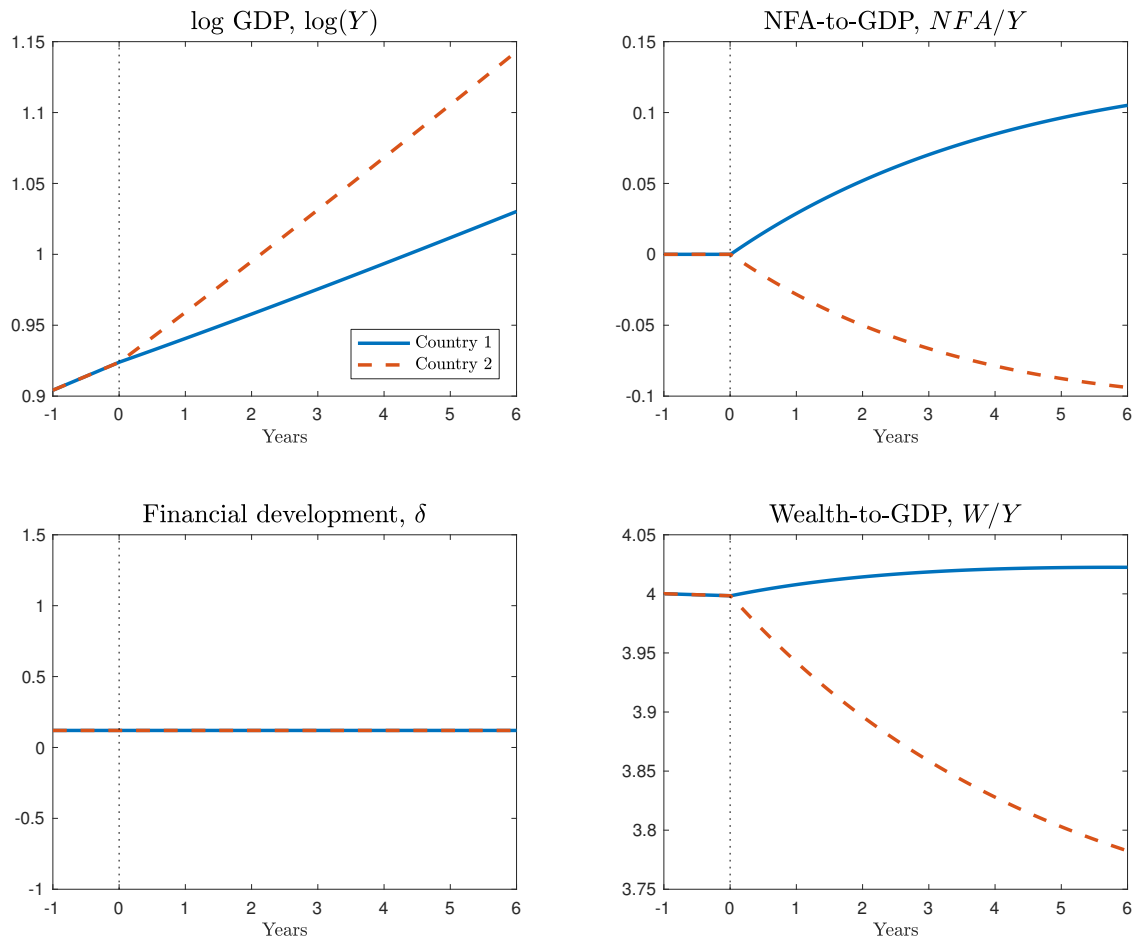 log GDP, log(Y)
1.15
1.1
1.05
1
0.95
0.9
-1 0 1 2 3 4 5 6
Years
Country 1
Country 2
NFA-to-GDP, NFA/Y
0.15
0.1
0.05
0
-0.05
-0.1
-1 0 1 2 3 4 5 6
Years
Financial development, δ
1.5
1
0.5
0
-0.5
-1
-1 0 1 2 3 4 5 6
Years
Wealth-to-GDP, W/Y
4.05
4
3.95
3.9
3.85
3.8
3.75
-1 0 1 2 3 4 5 6
Years